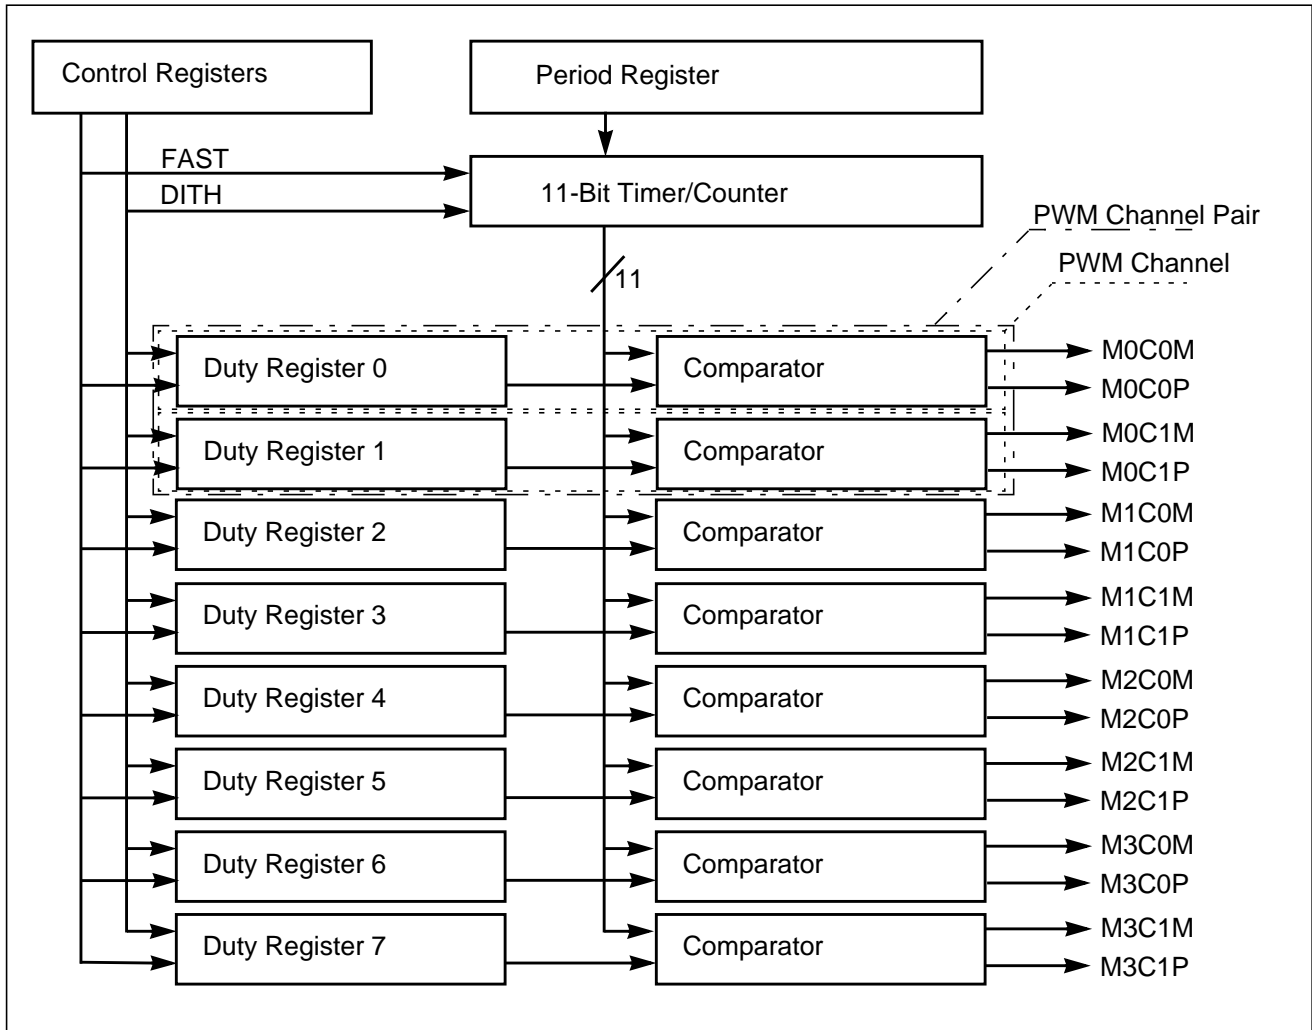 Control Registers
Period Register
FAST
DITH
11-Bit Timer/Counter
PWM Channel Pair
PWM Channel
11
Duty Register 0
Comparator
M0C0M
M0C0P
Duty Register 1
Comparator
M0C1M
M0C1P
Duty Register 2
Comparator
M1C0M
M1C0P
Duty Register 3
Comparator
M1C1M
M1C1P
Duty Register 4
Comparator
M2C0M
M2C0P
Duty Register 5
Comparator
M2C1M
M2C1P
Duty Register 6
Comparator
M3C0M
M3C0P
Duty Register 7
Comparator
M3C1M
M3C1P